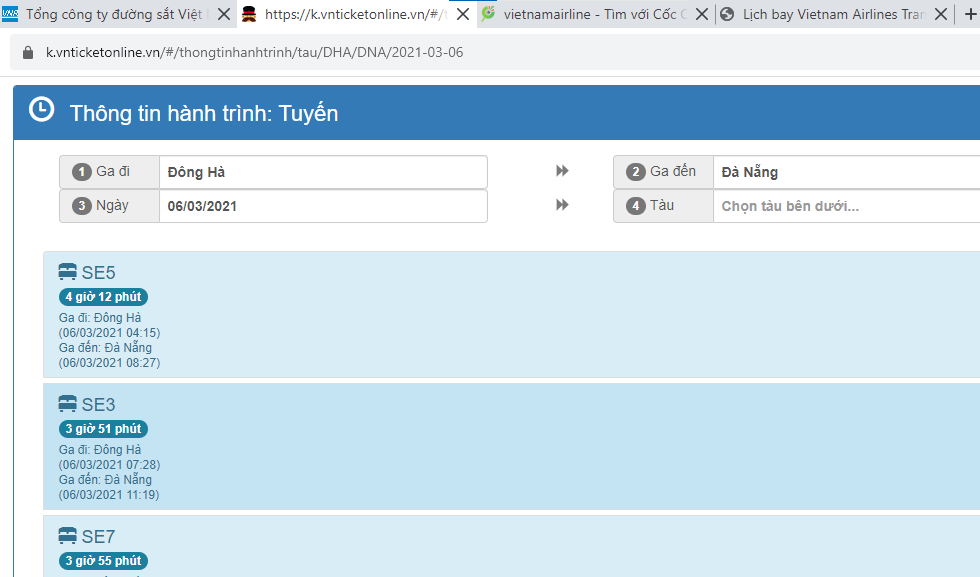 VNR Tổng công ty đường sắt Việt
https://k.vnticketonline.vn/#/
vietnamairline - Tìm với Cốc C
Lịch bay Vietnam Airlines Tran
k.vnticketonline.vn/#/thongtinhanhtrinh/tau/DHA/DNA/2021-03-06
Thông tin hành trình: Tuyến
1 Ga đi Đông Hà 2 Ga đến Đà Nẵng
3 Ngày 06/03/2021 4 Tàu Chọn tàu bên dưới...
SE5
4 giờ 12 phút
Ga đi: Đông Hà
(06/03/2021 04:15)
Ga đến: Đà Nẵng
(06/03/2021 08:27)
SE3
3 giờ 51 phút
Ga đi: Đông Hà
(06/03/2021 07:28)
Ga đến: Đà Nẵng
(06/03/2021 11:19)
SE7
3 giờ 55 phút